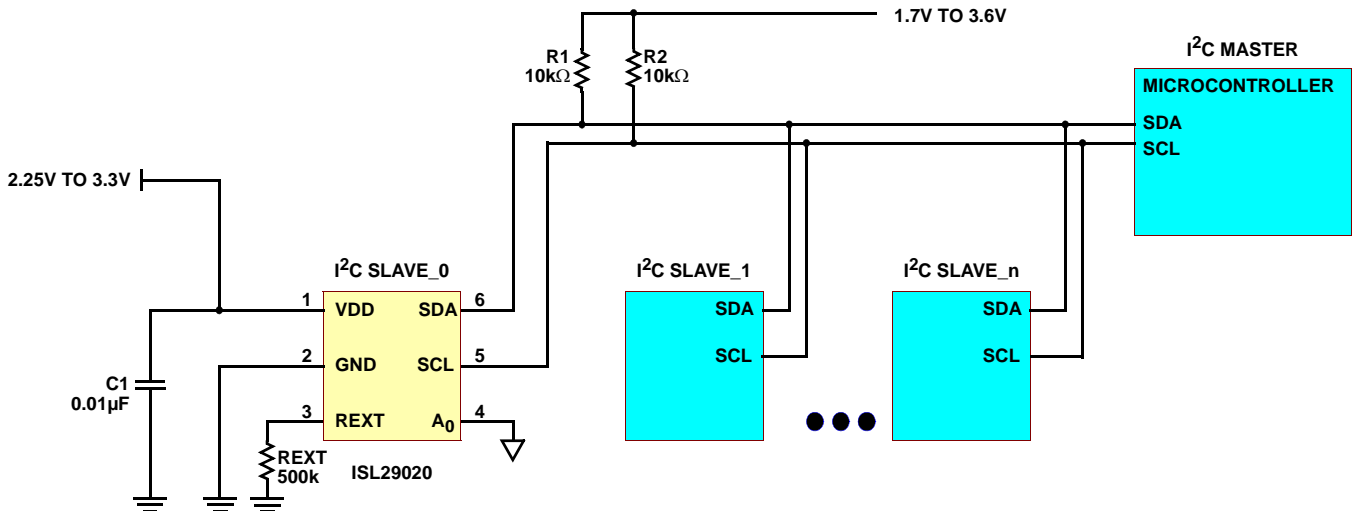 1.7V TO 3.6V
R1
10kΩ
R2
10kΩ
I²C MASTER
MICROCONTROLLER
SDA
SCL
2.25V TO 3.3V
I²C SLAVE_0
1
VDD
SDA
6
2
GND
SCL
5
3
REXT
A₀
4
C1
0.01µF
REXT
500k
ISL29020
I²C SLAVE_1
SDA
SCL
I²C SLAVE_n
SDA
SCL